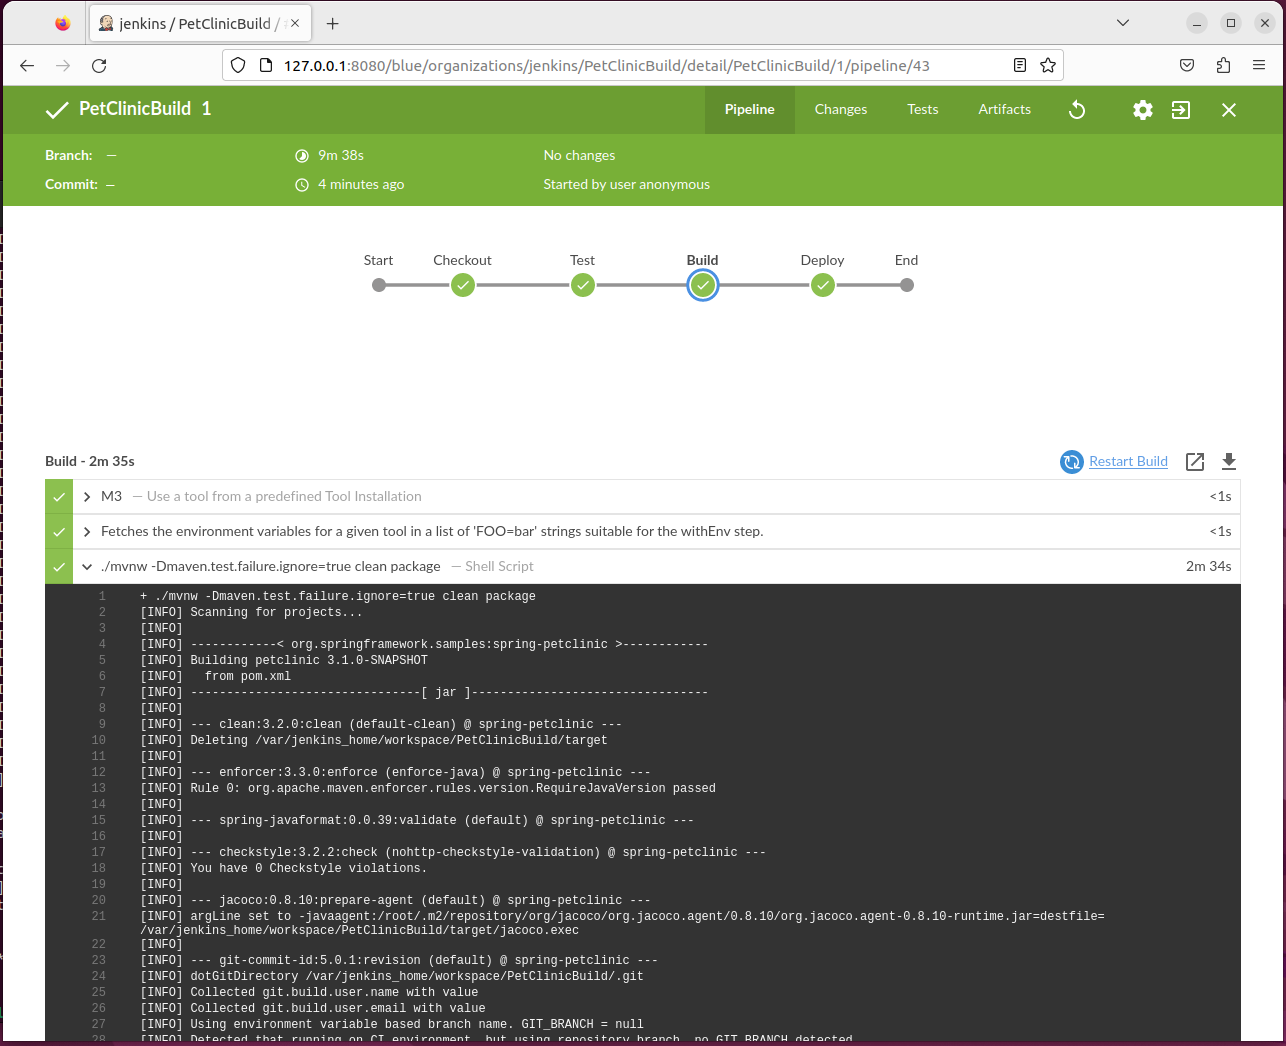 jenkins / PetClinicBuild /
127.0.0.1:8080/blue/organizations/jenkins/PetClinicBuild/detail/PetClinicBuild/1/pipeline/43
PetClinicBuild 1
Pipeline Changes Tests Artifacts
Branch: — 9m 38s No changes
Commit: — 4 minutes ago Started by user anonymous
Start Checkout Test Build Deploy End
Build - 2m 35s Restart Build
M3 — Use a tool from a predefined Tool Installation <1s
Fetches the environment variables for a given tool in a list of 'FOO=bar' strings suitable for the withEnv step. <1s
./mvnw -Dmaven.test.failure.ignore=true clean package — Shell Script 2m 34s
1 + ./mvnw -Dmaven.test.failure.ignore=true clean package
2 [INFO] Scanning for projects...
3 [INFO]
4 [INFO] ------------< org.springframework.samples:spring-petclinic >------------
5 [INFO] Building petclinic 3.1.0-SNAPSHOT
6 [INFO]   from pom.xml
7 [INFO] --------------------------------[ jar ]---------------------------------
8 [INFO]
9 [INFO] --- clean:3.2.0:clean (default-clean) @ spring-petclinic ---
10 [INFO] Deleting /var/jenkins_home/workspace/PetClinicBuild/target
11 [INFO]
12 [INFO] --- enforcer:3.3.0:enforce (enforce-java) @ spring-petclinic ---
13 [INFO] Rule 0: org.apache.maven.enforcer.rules.version.RequireJavaVersion passed
14 [INFO]
15 [INFO] --- spring-javaformat:0.0.39:validate (default) @ spring-petclinic ---
16 [INFO]
17 [INFO] --- checkstyle:3.2.2:check (nohttp-checkstyle-validation) @ spring-petclinic ---
18 [INFO] You have 0 Checkstyle violations.
19 [INFO]
20 [INFO] --- jacoco:0.8.10:prepare-agent (default) @ spring-petclinic ---
21 [INFO] argLine set to -javaagent:/root/.m2/repository/org/jacoco/org.jacoco.agent/0.8.10/org.jacoco.agent-0.8.10-runtime.jar=destfile=
/var/jenkins_home/workspace/PetClinicBuild/target/jacoco.exec
22 [INFO]
23 [INFO] --- git-commit-id:5.0.1:revision (default) @ spring-petclinic ---
24 [INFO] dotGitDirectory /var/jenkins_home/workspace/PetClinicBuild/.git
25 [INFO] Collected git.build.user.name with value
26 [INFO] Collected git.build.user.email with value
27 [INFO] Using environment variable based branch name. GIT_BRANCH = null
28 [INFO] Detected that running on CI environment, but using repository branch, no GIT_BRANCH detected.